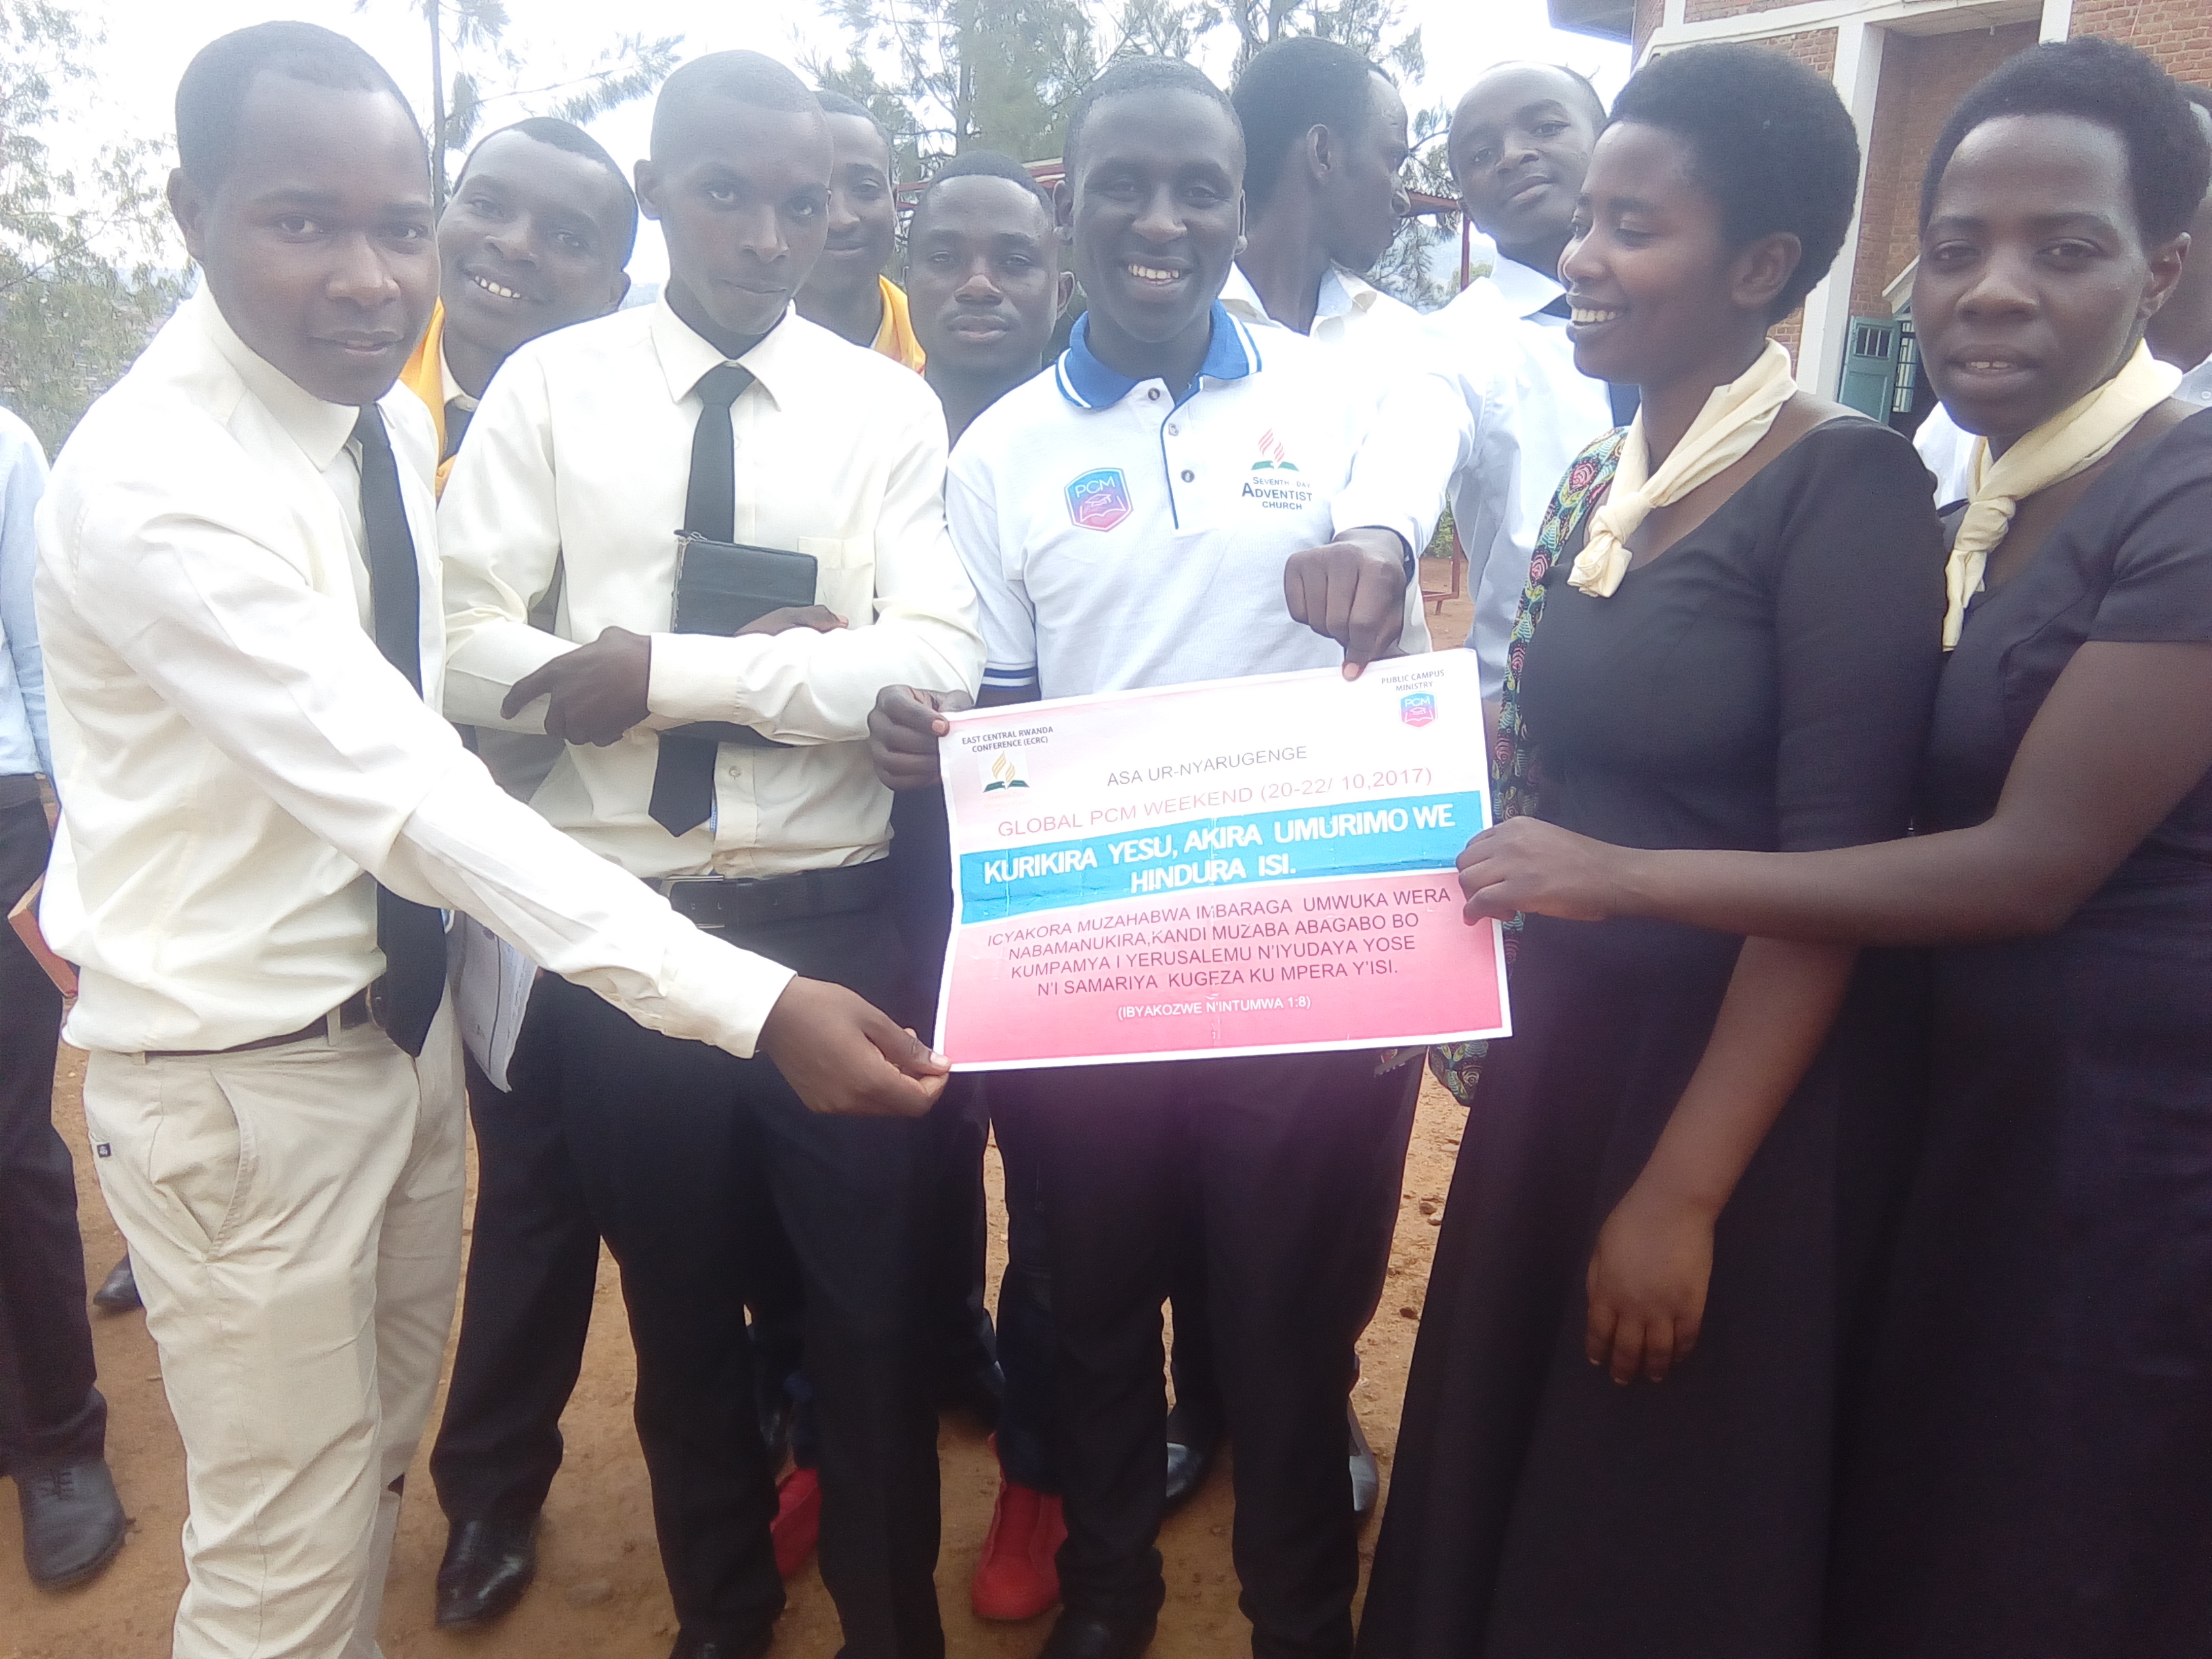 PCM
SEVENTH-DAY
ADVENTIST
CHURCH
EAST CENTRAL RWANDA
CONFERENCE (ECRC)
PUBLIC CAMPUS
MINISTRY
PCM
ASA UR-NYARUGENGE
GLOBAL PCM WEEKEND (20-22/ 10,2017)
KURIKIRA YESU, AKIRA UMURIMO WE
HINDURA ISI.
ICYAKORA MUZAHABWA IMBARAGA UMWUKA WERA
NABAMANUKIRA,KANDI MUZABA ABAGABO BO
KUMPAMYA I YERUSALEMU N'IYUDAYA YOSE
N'I SAMARIYA KUGEZA KU MPERA Y'ISI.
(IBYAKOZWE N'INTUMWA 1:8)